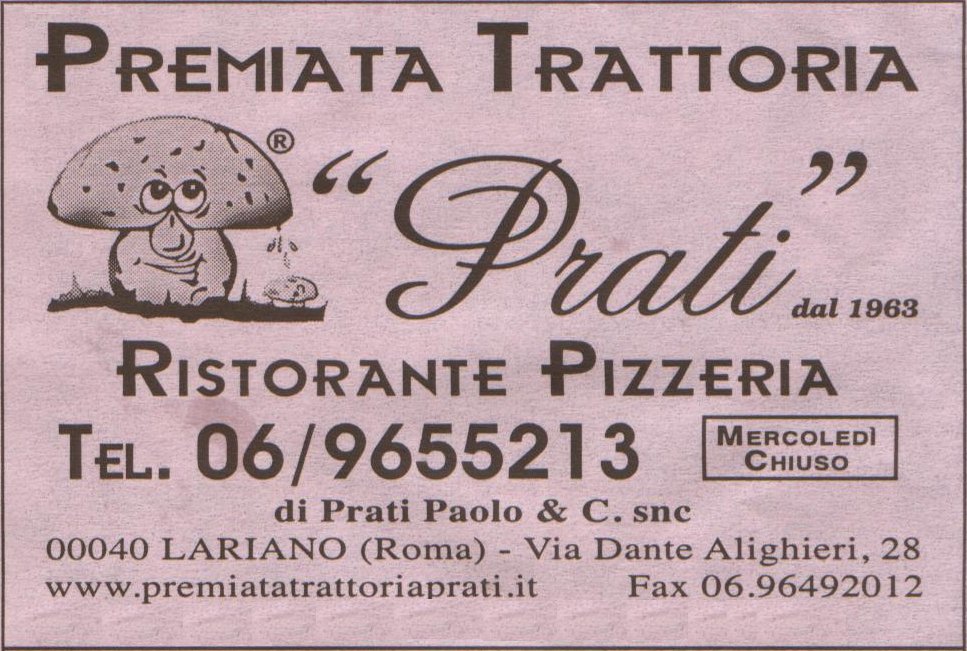 PREMIATA TRATTORIA
®
“Prati”
dal 1963
RISTORANTE PIZZERIA
TEL. 06/9655213
MERCOLEDÌ
CHIUSO
di Prati Paolo & C. snc
00040 LARIANO (Roma) - Via Dante Alighieri, 28
www.premiatatrattoriaprati.it Fax 06.96492012